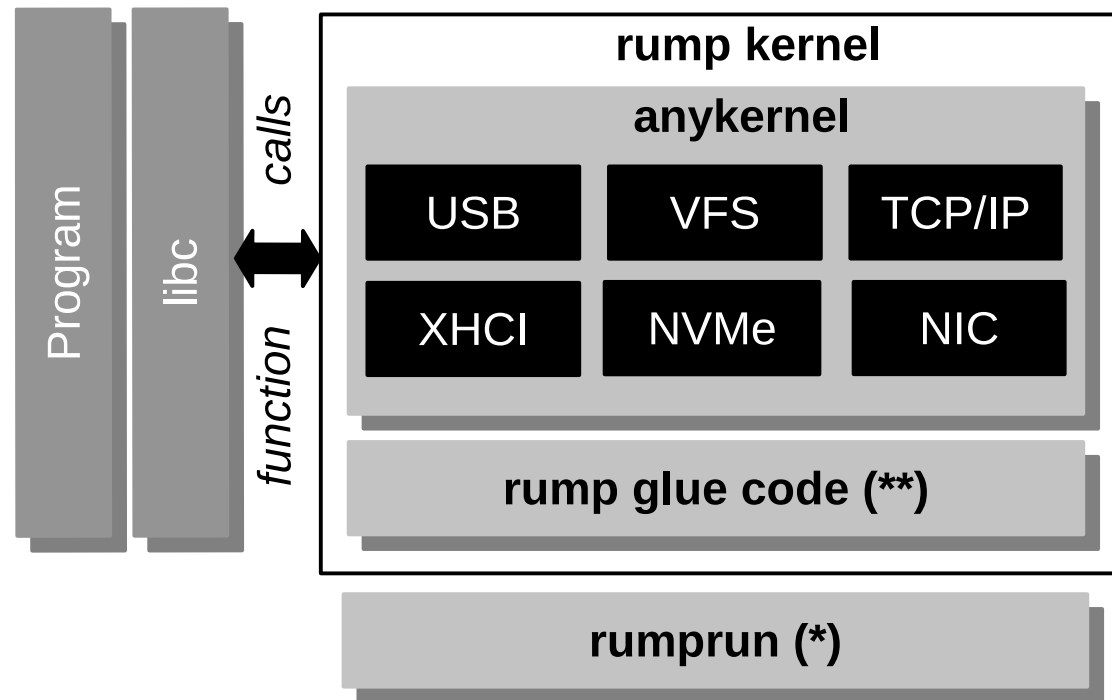 Program
libc
function calls
rump kernel
anykernel
USB
VFS
TCP/IP
XHCI
NVMe
NIC
rump glue code (**)
rumprun (*)